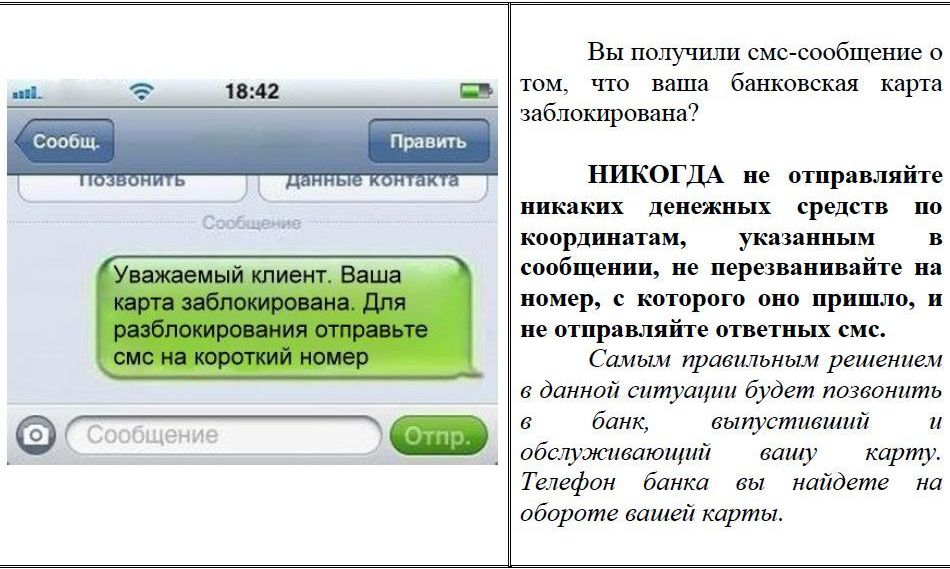 18:42
Сообщ.
Править
Позвонить
Данные контакта
Сообщение
Уважаемый клиент. Ваша
карта заблокирована. Для
разблокирования отправьте
смс на короткий номер
Сообщение
Отпр.
Вы получили смс-сообщение о
том, что ваша банковская карта
заблокирована?
НИКОГДА не отправляйте
никаких денежных средств по
координатам, указанным в
сообщении, не перезванивайте на
номер, с которого оно пришло, и
не отправляйте ответных смс.
Самым правильным решением
в данной ситуации будет позвонить
в банк, выпустивший и
обслуживающий вашу карту.
Телефон банка вы найдете на
обороте вашей карты.